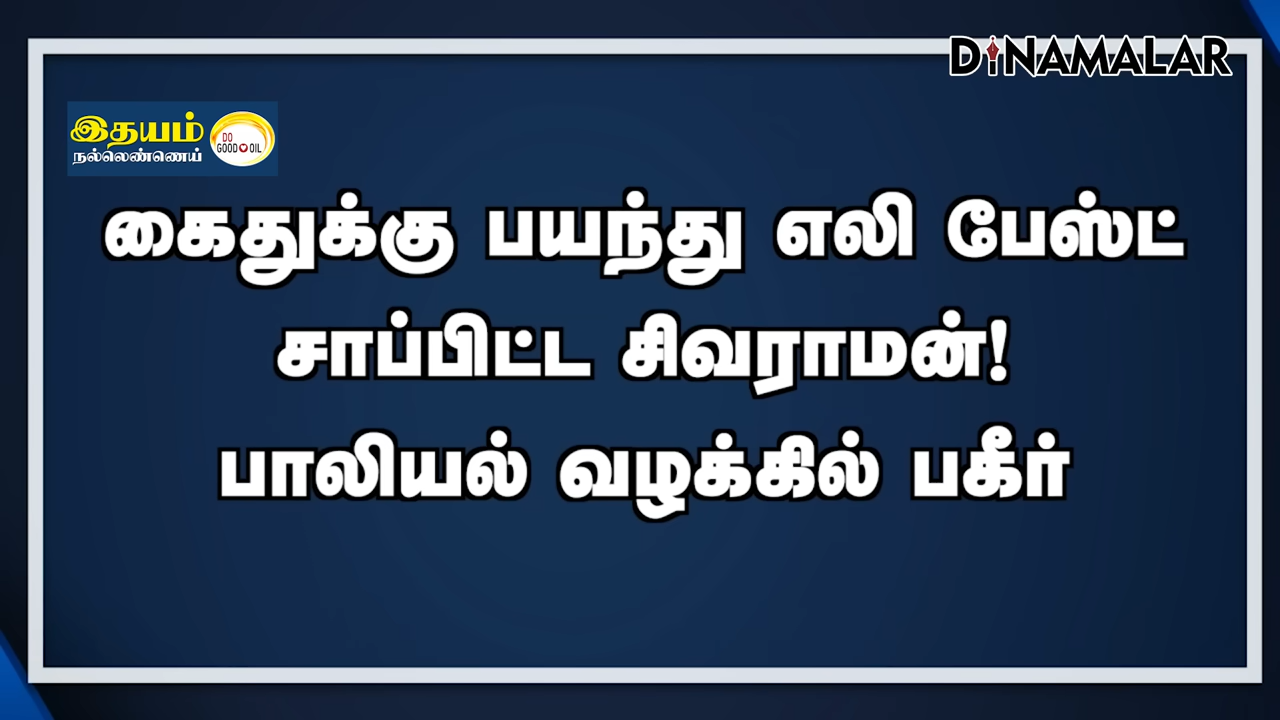 DINAMALAR
இதயம்
நல்லெண்ணெய்
DO
GOOD OIL
கைதுக்கு பயந்து எலி பேஸ்ட்
சாப்பிட்ட சிவராமன்!
பாலியல் வழக்கில் பகீர்